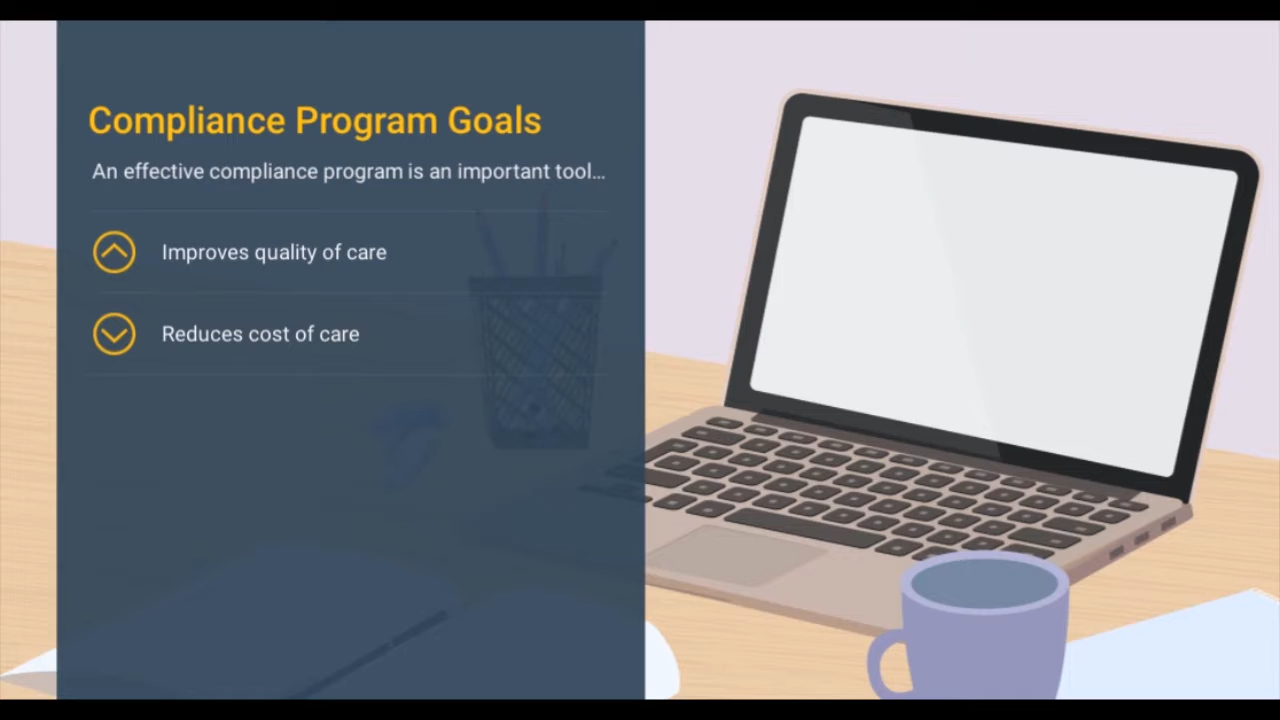 Compliance Program Goals
An effective compliance program is an important tool...
Improves quality of care
Reduces cost of care